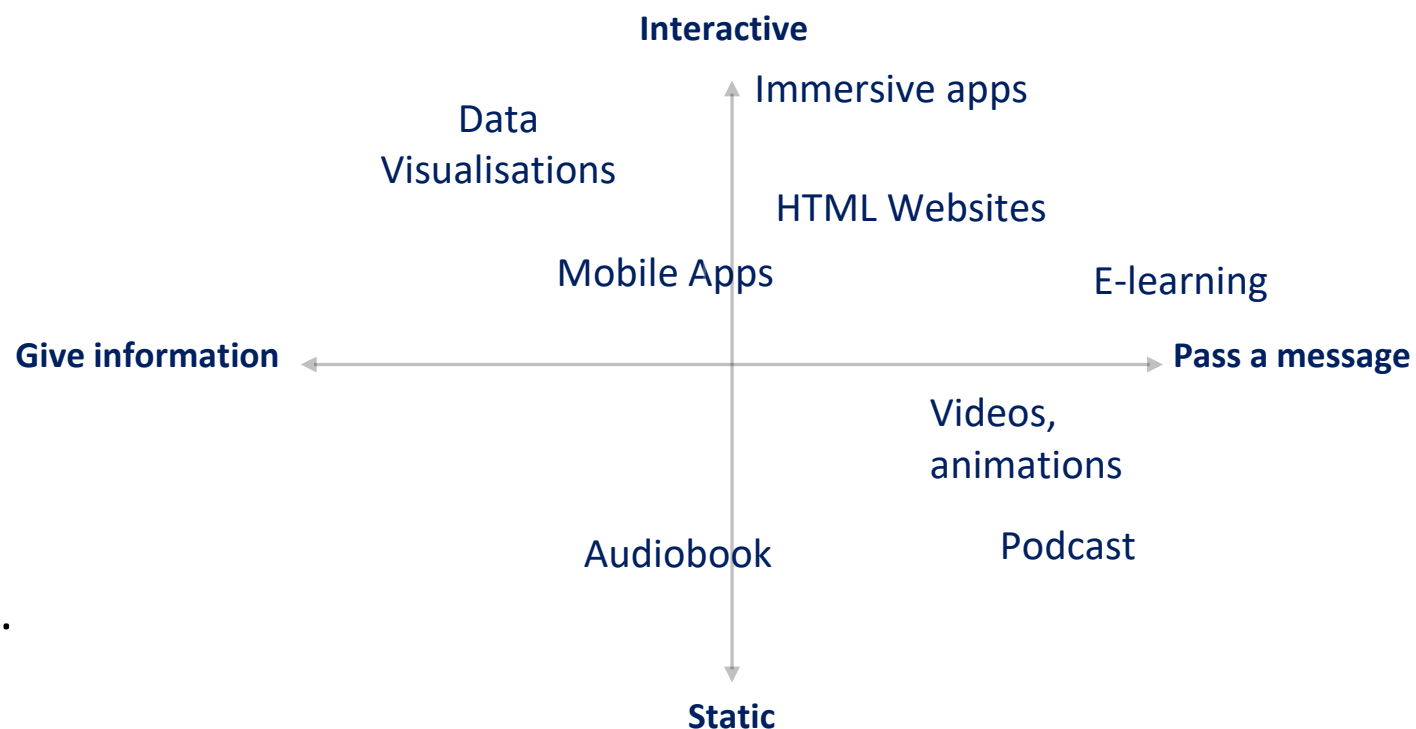 Interactive
Immersive apps
Data
Visualisations
HTML Websites
Mobile Apps
E-learning
Give information
Pass a message
Videos,
animations
Audiobook
Podcast
.
Static